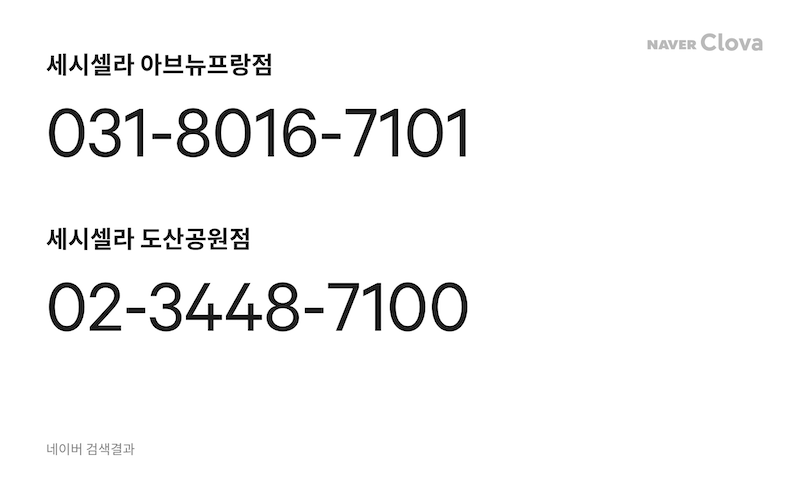 NAVER Clova
세시셀라 아브뉴프랑점
031-8016-7101
세시셀라 도산공원점
02-3448-7100
네이버 검색결과